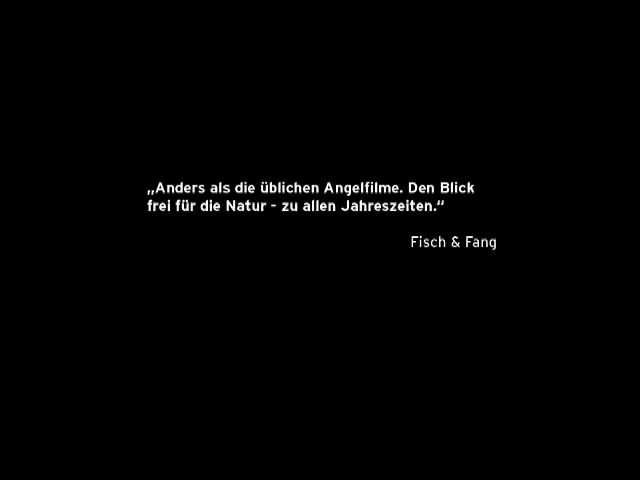 „Anders als die üblichen Angelfilme. Den Blick
frei für die Natur - zu allen Jahreszeiten.“
Fisch & Fang